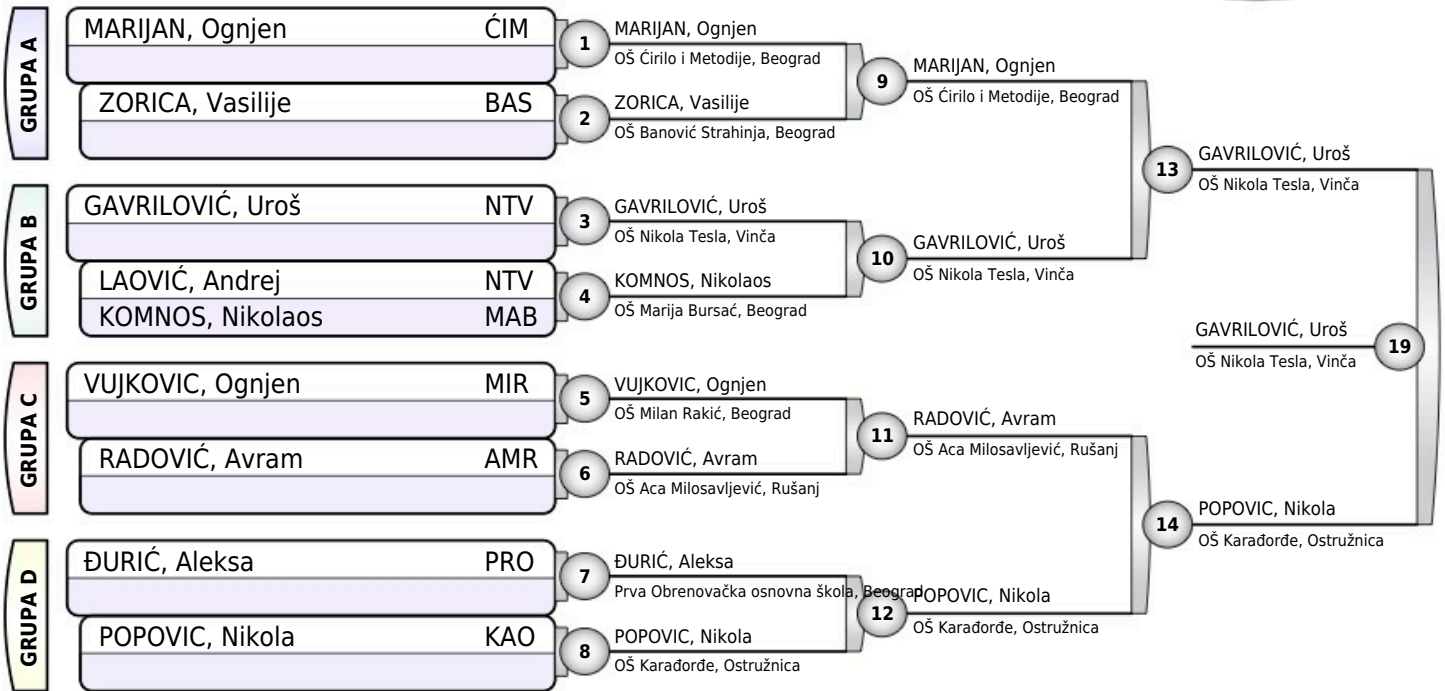 GRUPA A
MARIJAN, Ognjen ĆIM
ZORICA, Vasilije BAS
GRUPA B
GAVRILOVIĆ, Uroš NTV
LAOVIĆ, Andrej NTV
KOMNOS, Nikolaos MAB
GRUPA C
VUJKOVIC, Ognjen MIR
RADOVIĆ, Avram AMR
GRUPA D
ĐURIĆ, Aleksa PRO
POPOVIC, Nikola KAO
1
MARIJAN, Ognjen
OŠ Ćirilo i Metodije, Beograd
2
ZORICA, Vasilije
OŠ Banović Strahinja, Beograd
3
GAVRILOVIĆ, Uroš
OŠ Nikola Tesla, Vinča
4
KOMNOS, Nikolaos
OŠ Marija Bursać, Beograd
5
VUJKOVIC, Ognjen
OŠ Milan Rakić, Beograd
6
RADOVIĆ, Avram
OŠ Aca Milosavljević, Rušanj
7
ĐURIĆ, Aleksa
Prva Obrenovačka osnovna škola, Beograd
8
POPOVIC, Nikola
OŠ Karađorđe, Ostružnica
9
MARIJAN, Ognjen
OŠ Ćirilo i Metodije, Beograd
10
GAVRILOVIĆ, Uroš
OŠ Nikola Tesla, Vinča
11
RADOVIĆ, Avram
OŠ Aca Milosavljević, Rušanj
12
POPOVIC, Nikola
OŠ Karađorđe, Ostružnica
13
GAVRILOVIĆ, Uroš
OŠ Nikola Tesla, Vinča
14
POPOVIC, Nikola
OŠ Karađorđe, Ostružnica
GAVRILOVIĆ, Uroš
OŠ Nikola Tesla, Vinča
19